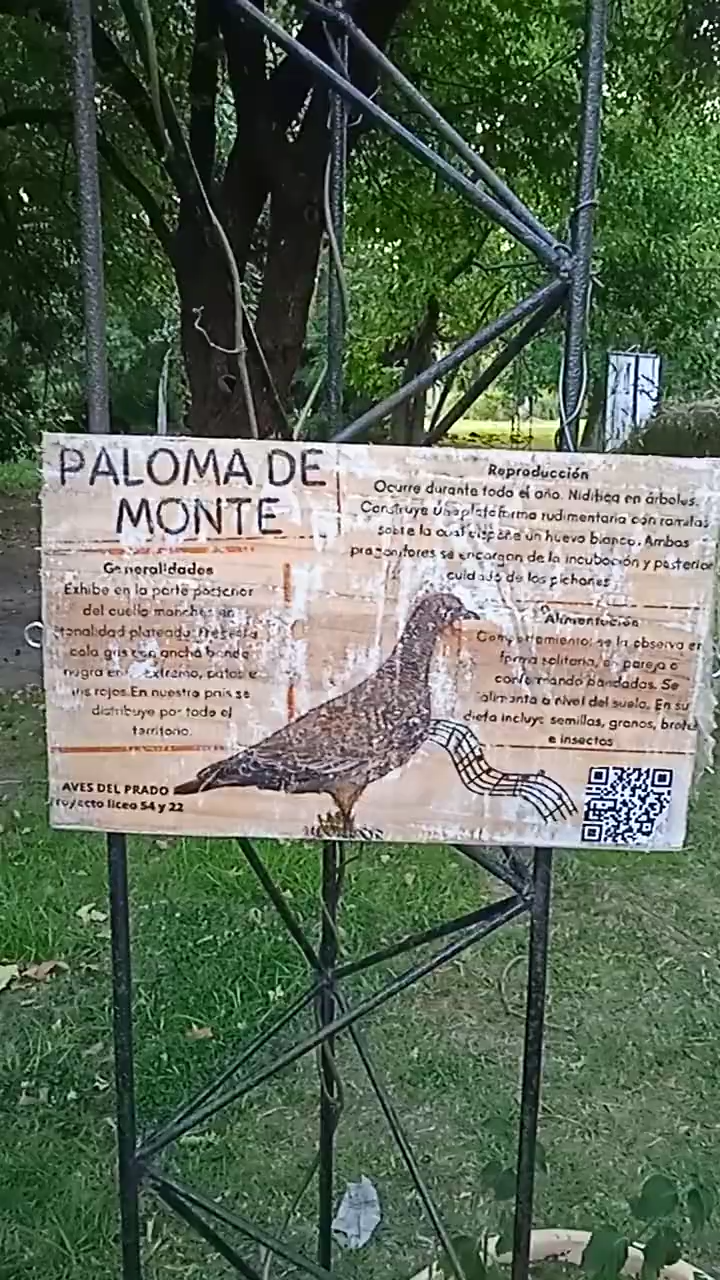 PALOMA DE
MONTE
Generalidades
Exhibe en la parte posterior
del cuello manchas en
tonalidad plateada. Presenta
cola gris con ancha banda
negra en extremo, patas e
iris rojos. En nuestro país se
distribuye por todo el
territorio.
AVES DEL PRADO
royecto liceo 54 y 22
Reproducción
Ocurre durante todo el año. Nidifica en árboles.
Construye Una plataforma rudimentaria con ramitas
sobre la cual dispone un huevo blanco. Ambos
progenitores se encargan de la incubación y posterior
cuidado de los pichones
Alimentación
Comportamiento: se la observa en
forma solitaria, en pareja o
conformando bandadas. Se
alimenta a nivel del suelo. En su
dieta incluye semillas, granos, brotes
e insectos